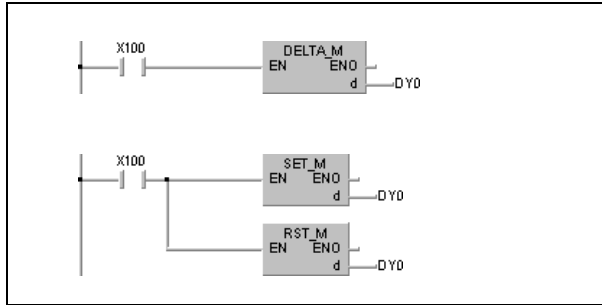 X100
DELTA_M
EN ENO
d DY0
X100
SET_M
EN ENO
d DY0
RST_M
EN ENO
d DY0